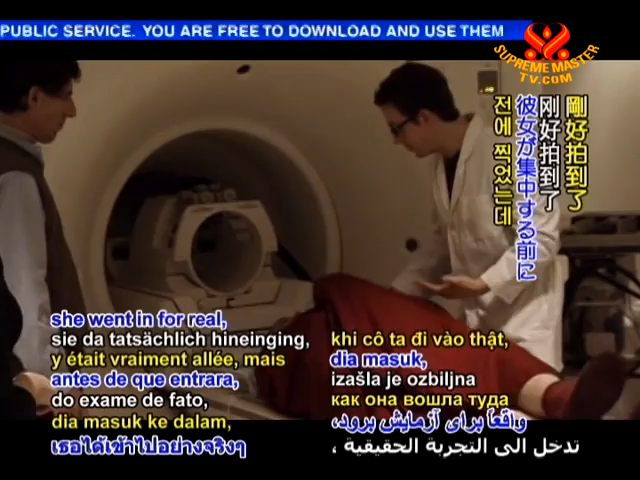 PUBLIC SERVICE. YOU ARE FREE TO DOWNLOAD AND USE THEM
SUPREME MASTER
TV.COM
剛好拍到了
刚好拍到了
彼女が集中する前に
전에 찍었는데
she went in for real,
sie da tatsächlich hineinging,
y était vraiment allée, mais
antes de que entrara,
do exame de fato,
dia masuk ke dalam,
เธอได้เข้าไปอย่างจริงๆ
khi cô ta đi vào thật,
dia masuk,
izašla je ozbiljna
как она вошла туда
واقعاً برای آزمایش برود،
تدخل الى التجربة الحقيقية ،